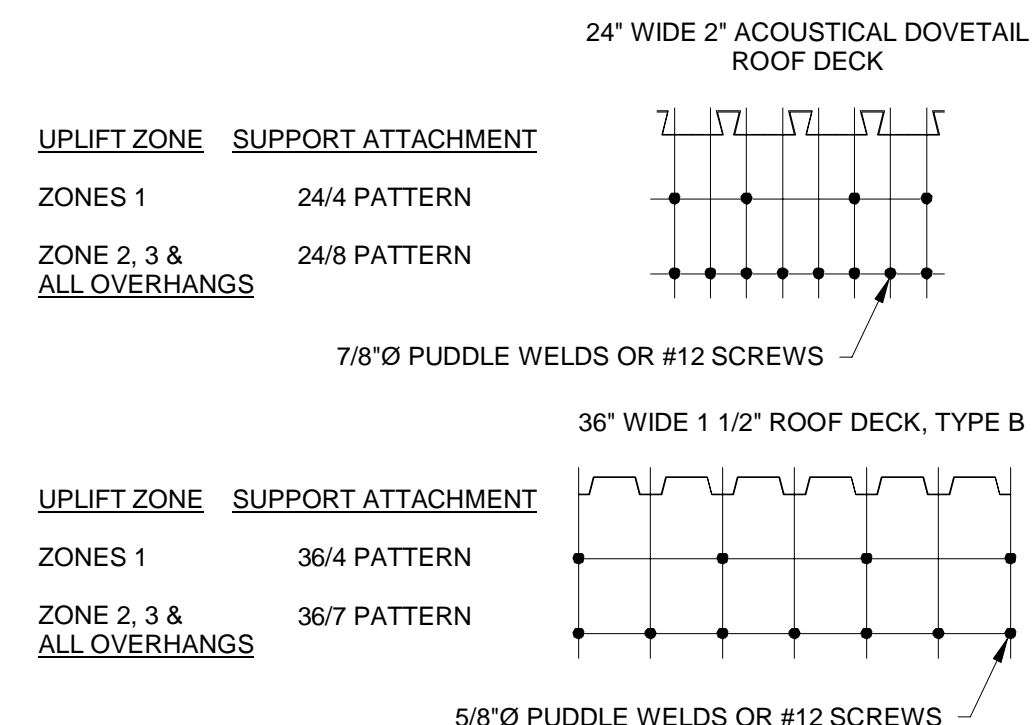 24" WIDE 2" ACOUSTICAL DOVETAIL
ROOF DECK
UPLIFT ZONE SUPPORT ATTACHMENT
ZONES 1 24/4 PATTERN
ZONE 2, 3 & 24/8 PATTERN
ALL OVERHANGS
7/8"Ø PUDDLE WELDS OR #12 SCREWS
36" WIDE 1 1/2" ROOF DECK, TYPE B
UPLIFT ZONE SUPPORT ATTACHMENT
ZONES 1 36/4 PATTERN
ZONE 2, 3 & 36/7 PATTERN
ALL OVERHANGS
5/8"Ø PUDDLE WELDS OR #12 SCREWS